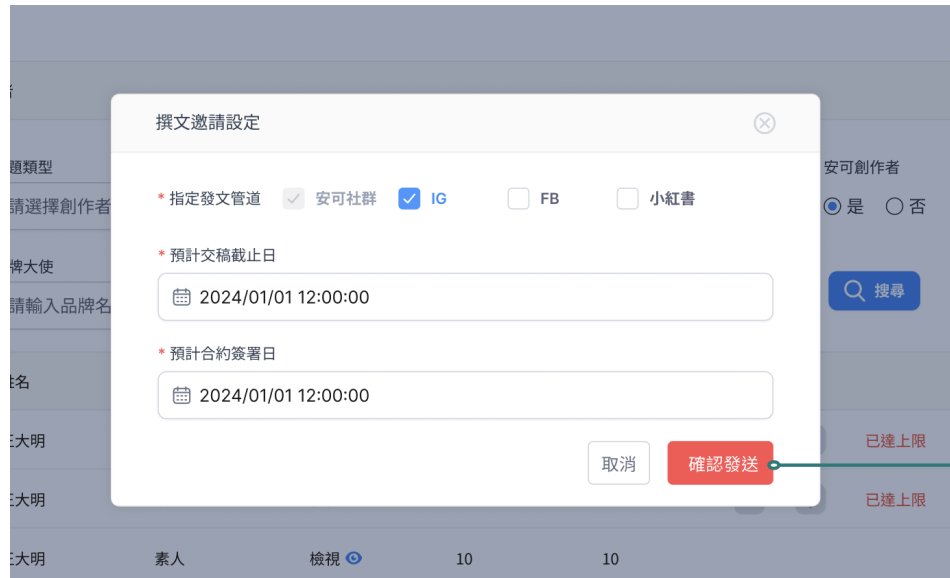 撰文邀請設定
題類型
安可創作者
* 指定發文管道 安可社群 IG FB 小紅書
請選擇創作者
是 否
牌大使
* 預計交稿截止日
2024/01/01 12:00:00
請輸入品牌名
搜尋
* 預計合約簽署日
2024/01/01 12:00:00
名
大明 已達上限
取消 確認發送
大明 已達上限
大明 素人 檢視 10 10